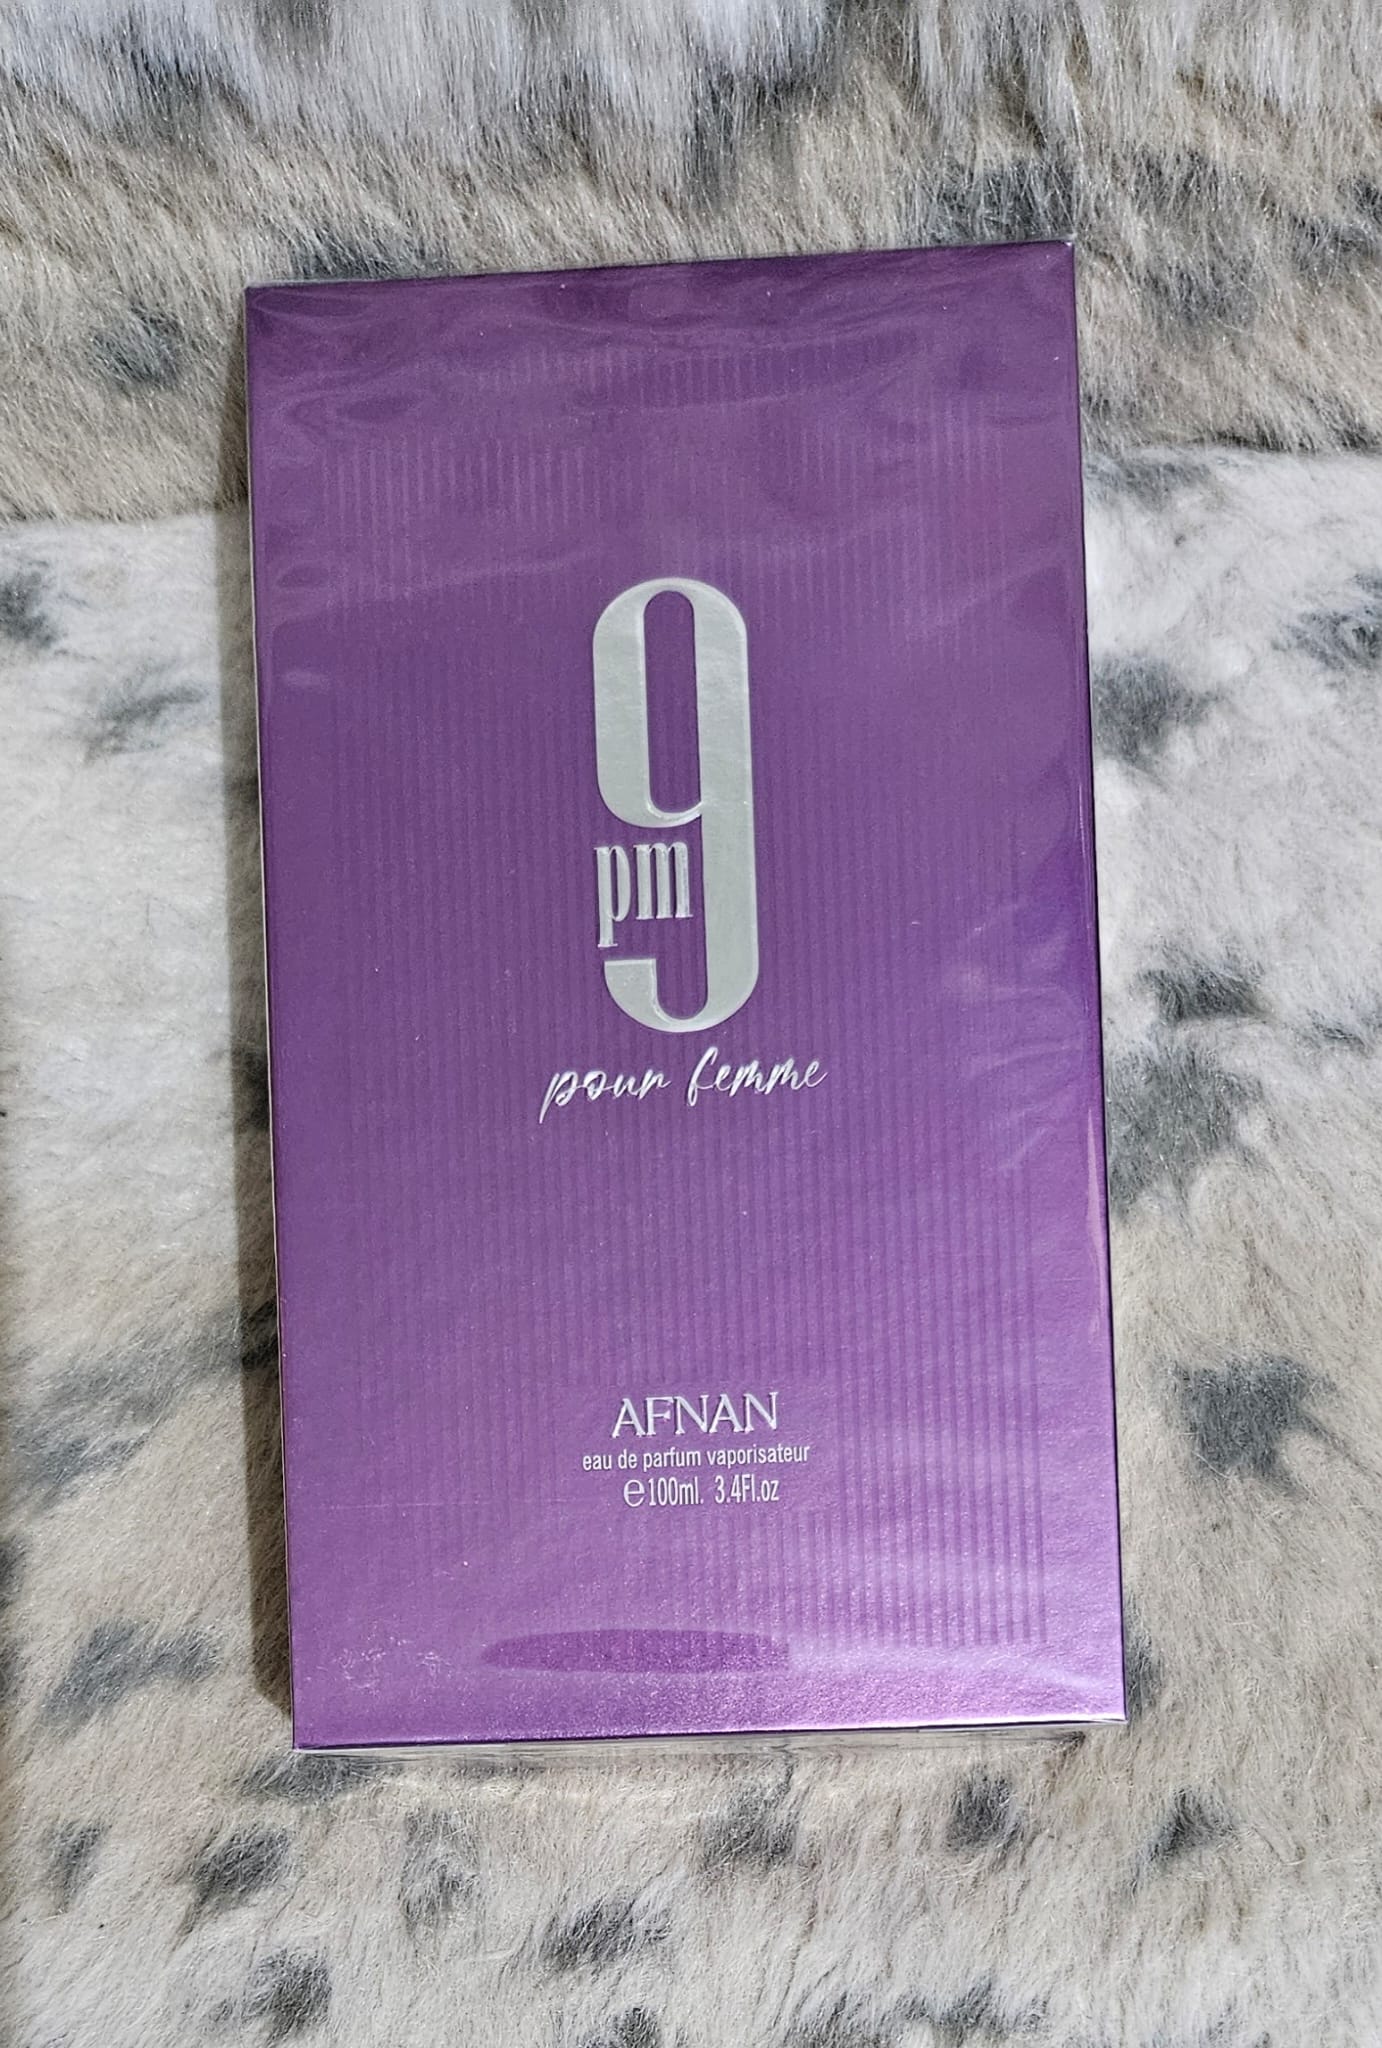 9
pm
pour femme
AFNAN
eau de parfum vaporisateur
℮100ml. 3.4Fl.oz